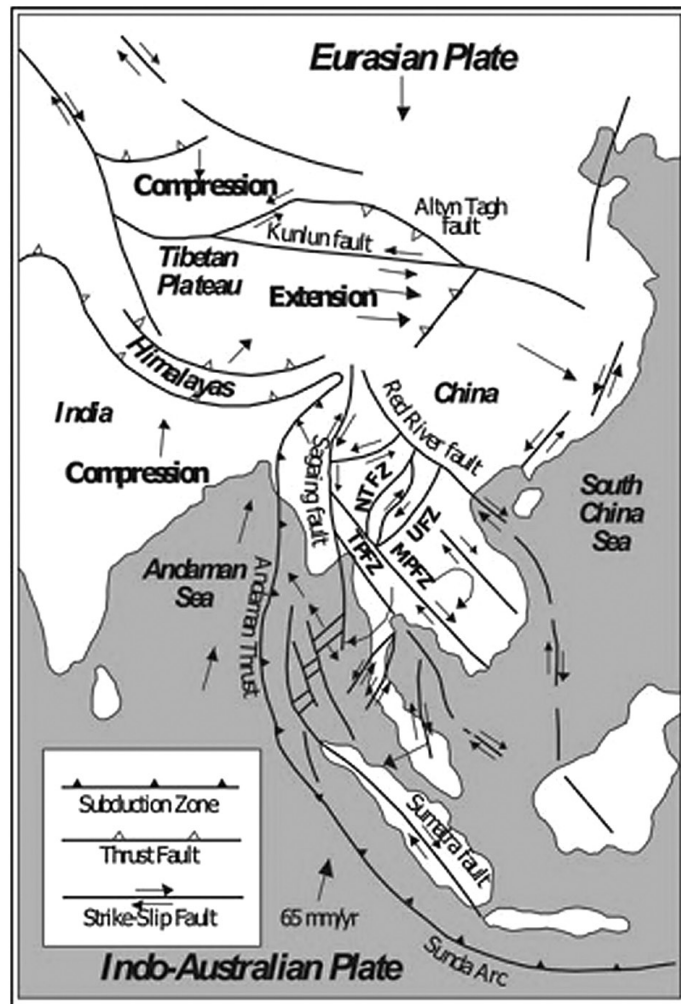 Eurasian Plate
Compression
Altyn Tagh
fault
Kunlun fault
Tibetan
Plateau
Extension
Himalayas
China
India
Red River fault
Compression
Sagaing fault
NTFZ
UFZ
South
China
Sea
TPFZ
MPFZ
Andaman
Sea
Andaman Thrust
Subduction Zone
Thrust Fault
Strike-Slip Fault
Sumatra fault
65 mm/yr
Sunda Arc
Indo-Australian Plate